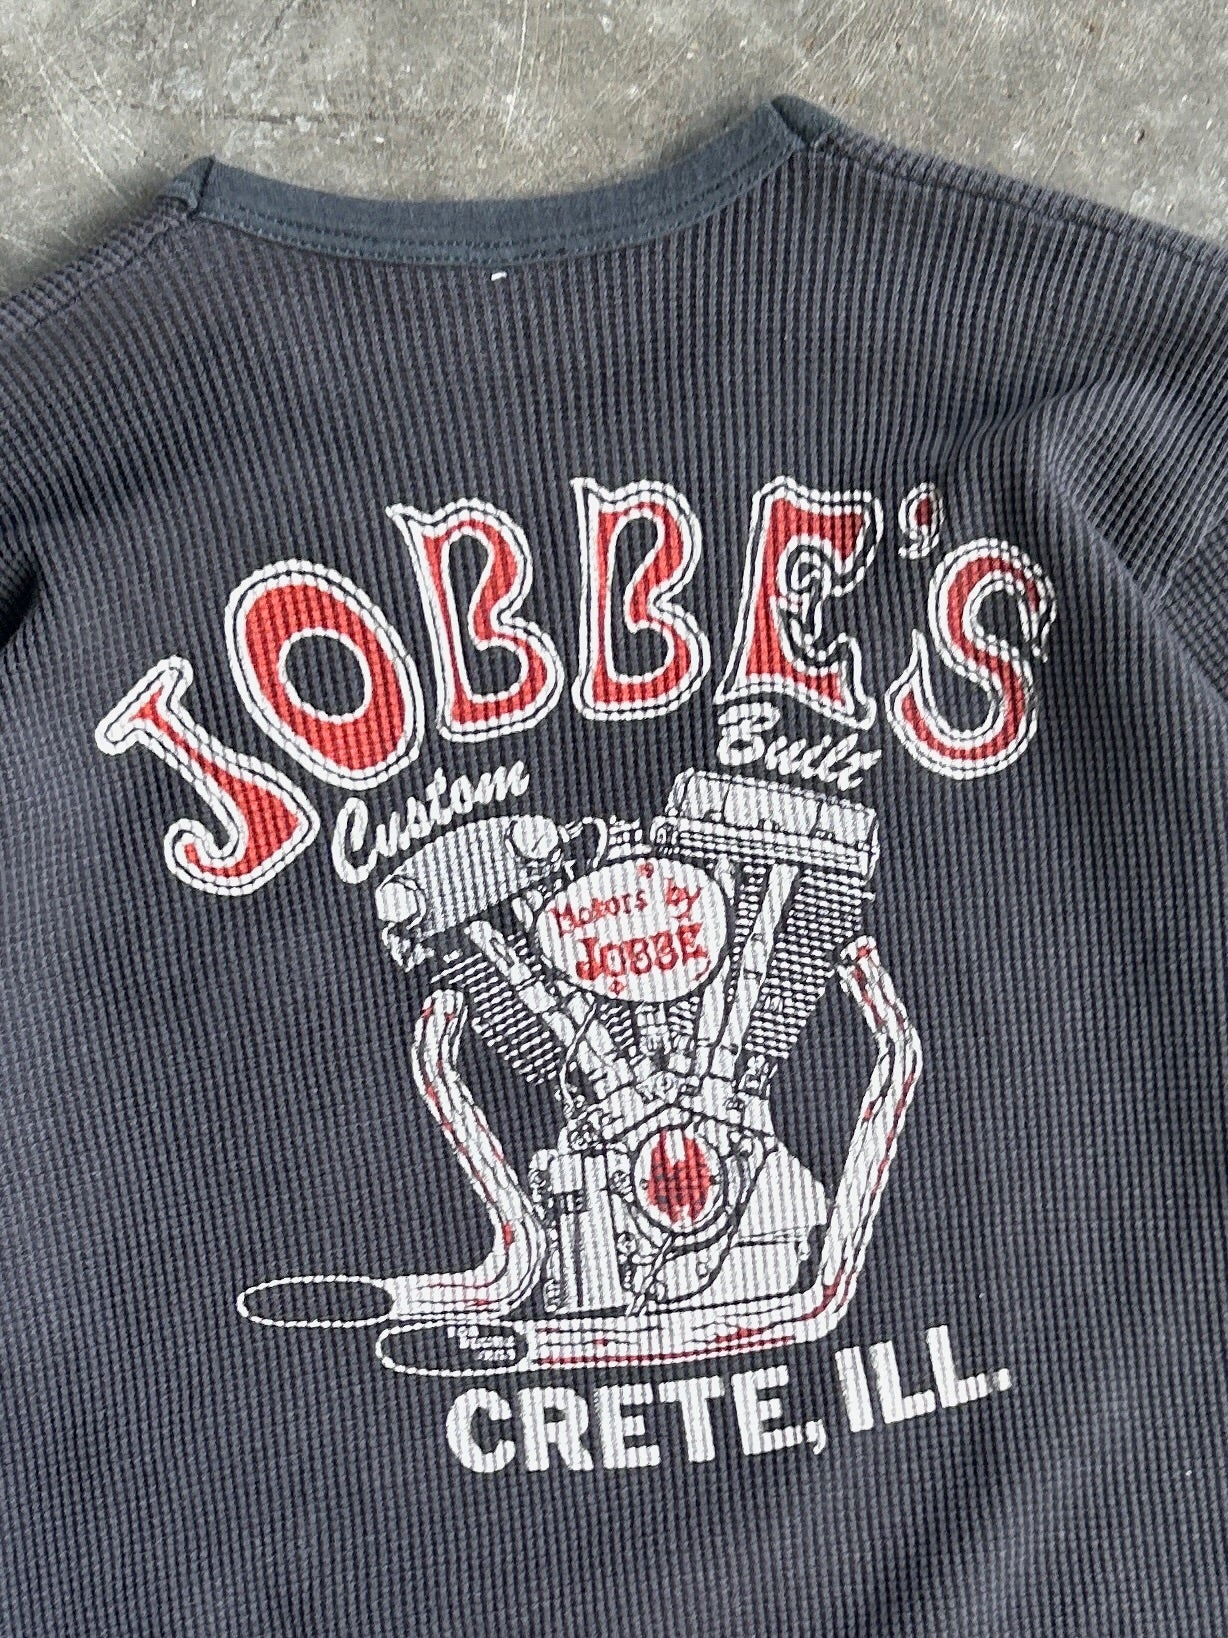 JOBBE'S
Custom Built
Motors by
JOBBE
CRETE, ILL.